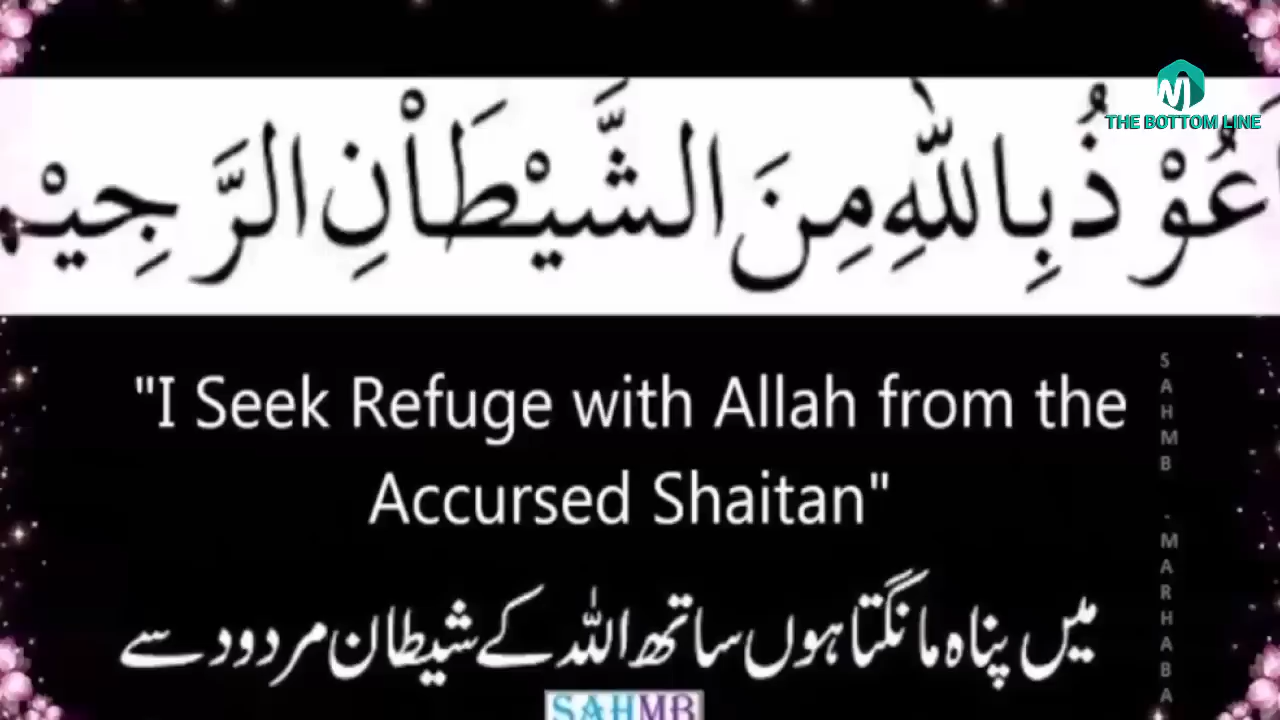 THE BOTTOM LINE
عُوْذُ بِاللّٰهِ مِنَ الشَّيْطَاْنِ الرَّجِيْم
"I Seek Refuge with Allah from the
Accursed Shaitan"
میں پناہ مانگتا ہوں ساتھ اللہ کے شیطان مردود سے
SAHMB
SAHMB - MARHABA